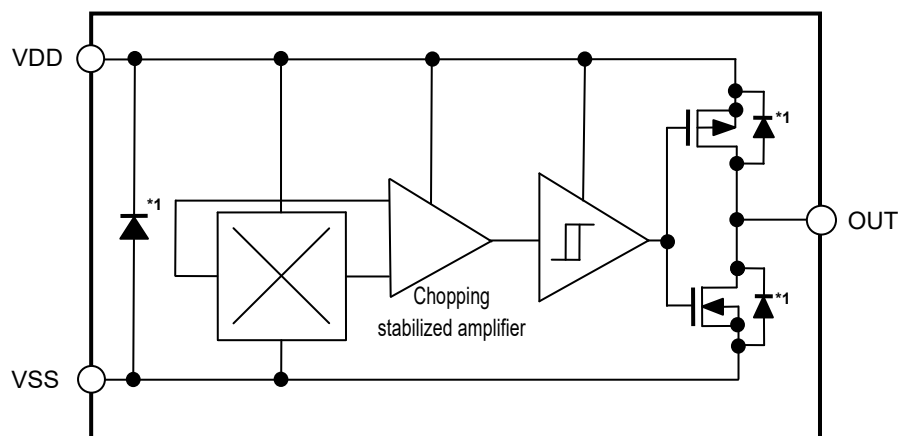 VDD
*1
*1
OUT
Chopping
stabilized amplifier
*1
VSS